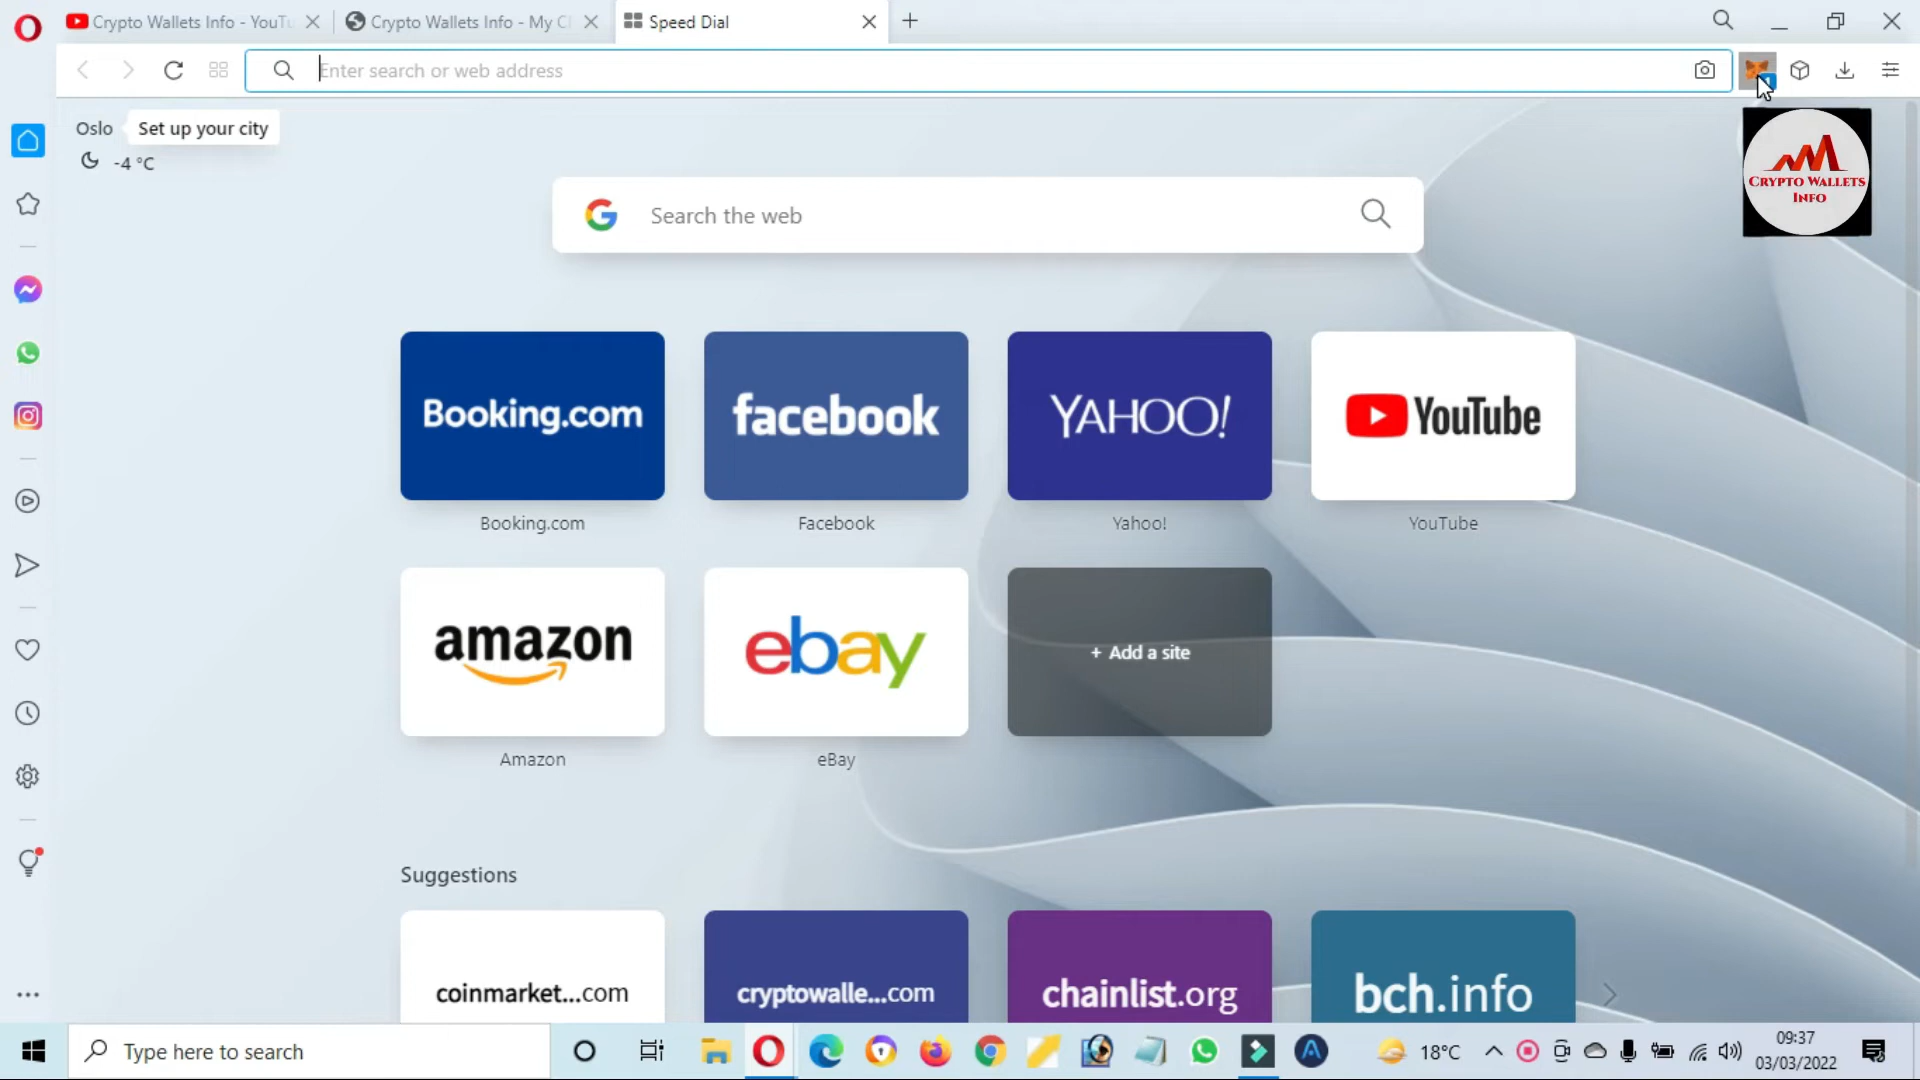 Crypto Wallets Info - YouTu
Crypto Wallets Info - My C
Speed Dial
Enter search or web address
1
Oslo
Set up your city
-4 °C
CRYPTO WALLETS
INFO
Search the web
Booking.com
facebook
YAHOO!
YouTube
Booking.com
Facebook
Yahoo!
YouTube
amazon
ebay
+ Add a site
Amazon
eBay
Suggestions
coinmarket...com
cryptowalle...com
chainlist.org
bch.info
Type here to search
18°C
09:37
03/03/2022